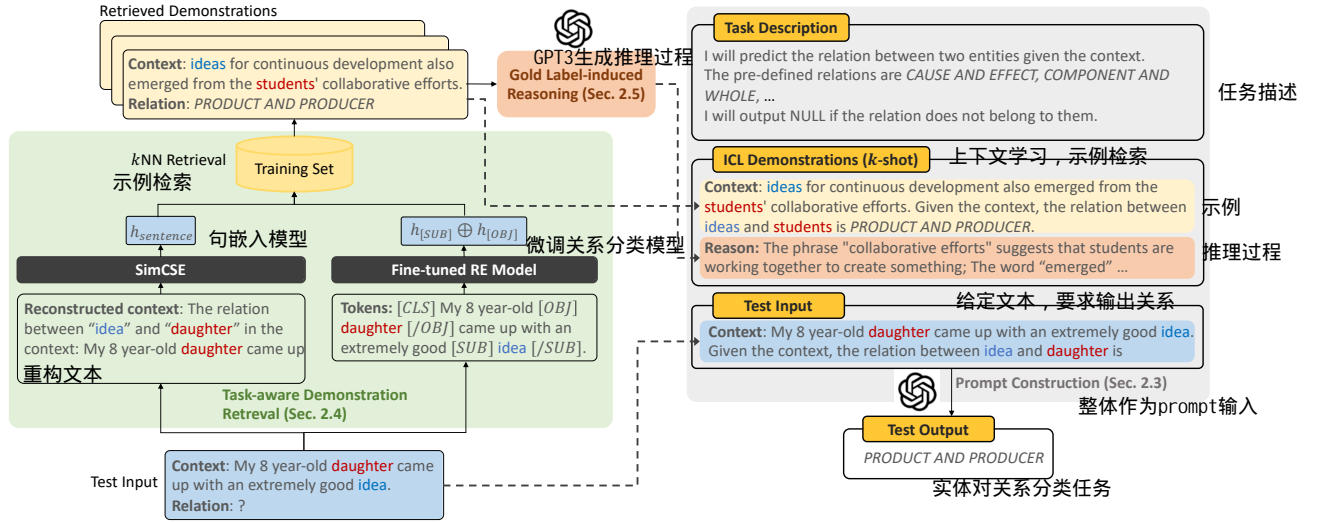 Retrieved Demonstrations
Context: ideas for continuous development also
emerged from the students' collaborative efforts.
Relation: PRODUCT AND PRODUCER
GPT3生成推理过程
Gold Label-induced
Reasoning (Sec. 2.5)
kNN Retrieval
示例检索
Training Set
h[SUB] ⊕ h[OBJ]
hsentence
句嵌入模型
微调关系分类模型
SimCSE
Fine-tuned RE Model
Reconstructed context: The relation
between “idea” and “daughter” in the
context: My 8 year-old daughter came up
重构文本
Tokens: [CLS] My 8 year-old [OBJ]
daughter [/OBJ] came up with an
extremely good [SUB] idea [/SUB].
Task-aware Demonstration
Retreval (Sec. 2.4)
Test Input
Context: My 8 year-old daughter came
up with an extremely good idea.
Relation: ?
Task Description
I will predict the relation between two entities given the context.
The pre-defined relations are CAUSE AND EFFECT, COMPONENT AND
WHOLE, …
I will output NULL if the relation does not belong to them.
任务描述
ICL Demonstrations (k-shot)
上下文学习，示例检索
Context: ideas for continuous development also emerged from the
students' collaborative efforts. Given the context, the relation between
ideas and students is PRODUCT AND PRODUCER.
示例
Reason: The phrase "collaborative efforts" suggests that students are
working together to create something; The word “emerged” …
推理过程
Test Input
给定文本，要求输出关系
Context: My 8 year-old daughter came up with an extremely good idea.
Given the context, the relation between idea and daughter is
Prompt Construction (Sec. 2.3)
整体作为prompt输入
Test Output
PRODUCT AND PRODUCER
实体对关系分类任务